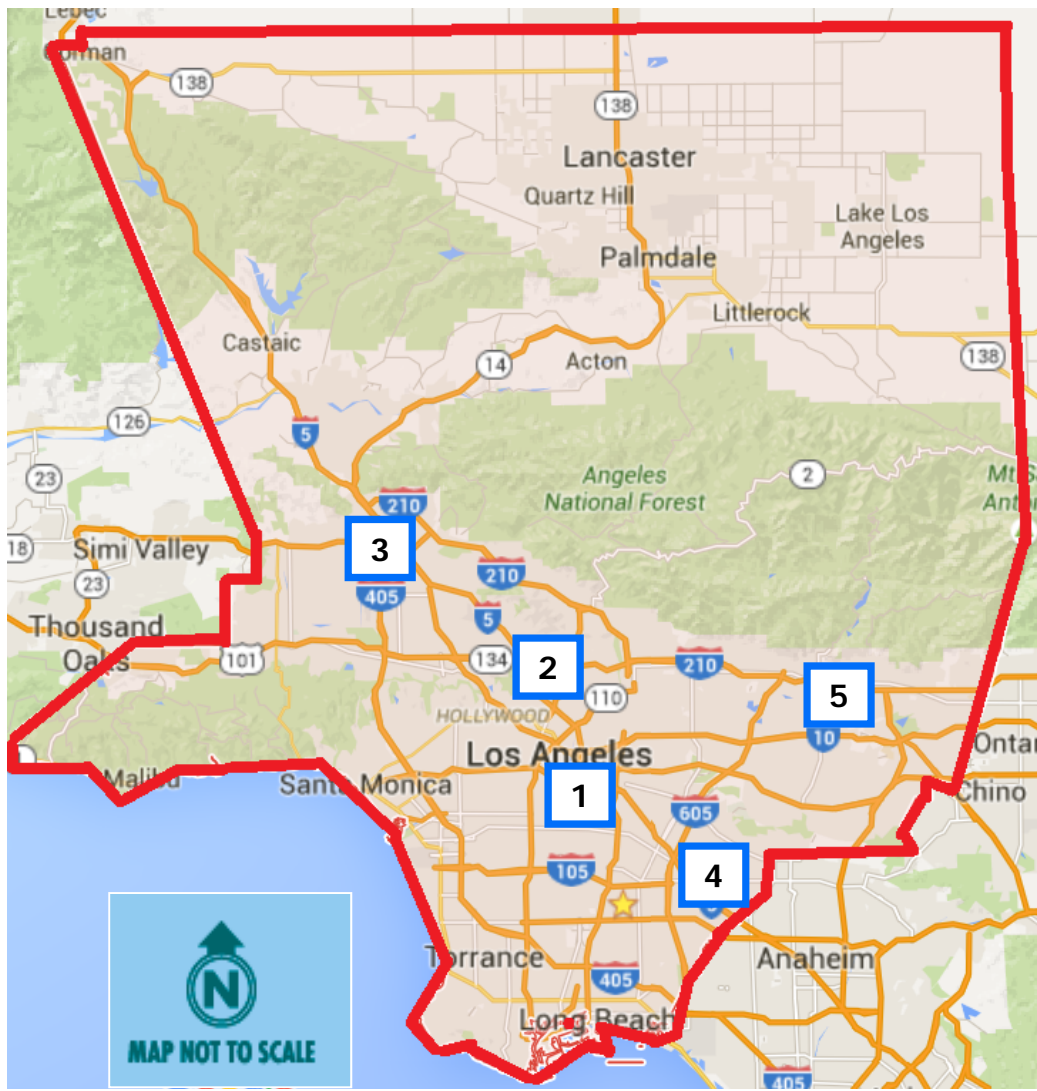 Lebec
Gorman
138
138
Lancaster
Quartz Hill
Lake Los
Angeles
Palmdale
Littlerock
Castaic
14
Acton
138
126
5
23
Angeles
National Forest
2
210
18
Simi Valley
3
405
210
23
5
Thousand
Oaks
101
134
2
210
110
5
HOLLYWOOD
10
Los Angeles
Malibu
Santa Monica
1
605
Chino
105
4
Torrance
Anaheim
405
Long Beach
N
MAP NOT TO SCALE
405